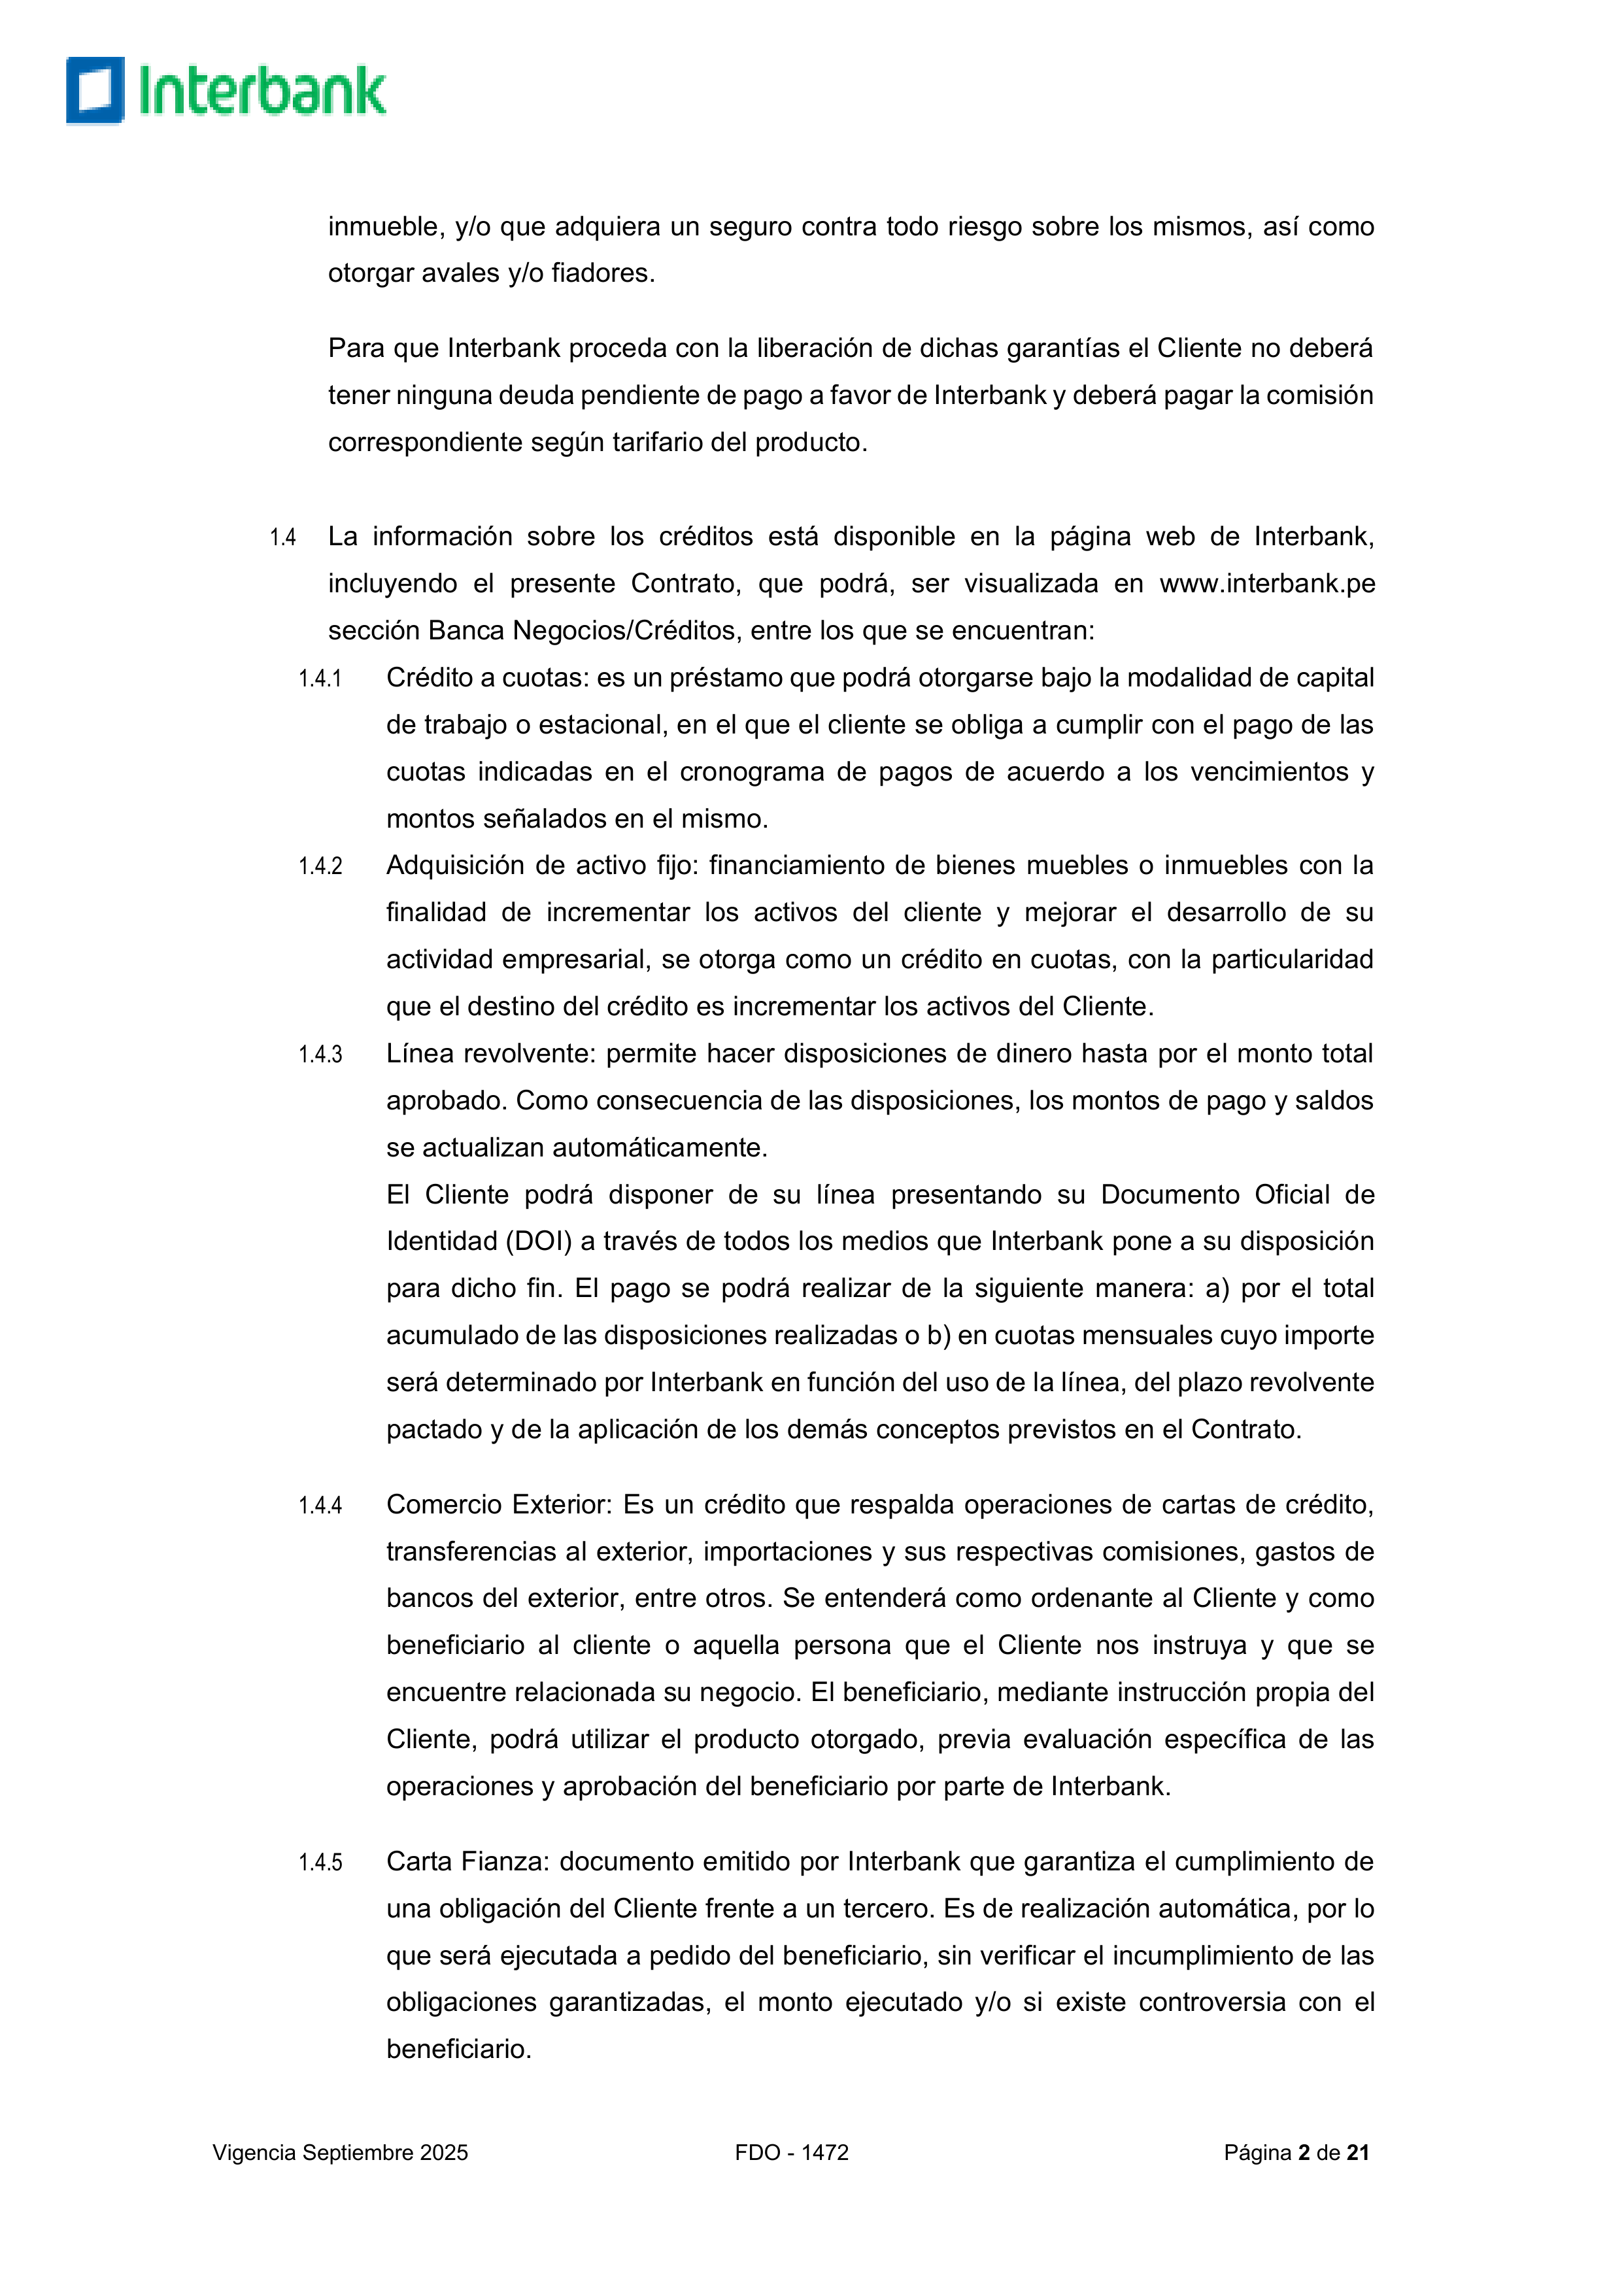 Interbank
inmueble, y/o que adquiera un seguro contra todo riesgo sobre los mismos, así como
otorgar avales y/o fiadores.
Para que Interbank proceda con la liberación de dichas garantías el Cliente no deberá
tener ninguna deuda pendiente de pago a favor de Interbank y deberá pagar la comisión
correspondiente según tarifario del producto.
1.4 La información sobre los créditos está disponible en la página web de Interbank,
incluyendo el presente Contrato, que podrá, ser visualizada en www.interbank.pe
sección Banca Negocios/Créditos, entre los que se encuentran:
1.4.1 Crédito a cuotas: es un préstamo que podrá otorgarse bajo la modalidad de capital
de trabajo o estacional, en el que el cliente se obliga a cumplir con el pago de las
cuotas indicadas en el cronograma de pagos de acuerdo a los vencimientos y
montos señalados en el mismo.
1.4.2 Adquisición de activo fijo: financiamiento de bienes muebles o inmuebles con la
finalidad de incrementar los activos del cliente y mejorar el desarrollo de su
actividad empresarial, se otorga como un crédito en cuotas, con la particularidad
que el destino del crédito es incrementar los activos del Cliente.
1.4.3 Línea revolvente: permite hacer disposiciones de dinero hasta por el monto total
aprobado. Como consecuencia de las disposiciones, los montos de pago y saldos
se actualizan automáticamente.
El Cliente podrá disponer de su línea presentando su Documento Oficial de
Identidad (DOI) a través de todos los medios que Interbank pone a su disposición
para dicho fin. El pago se podrá realizar de la siguiente manera: a) por el total
acumulado de las disposiciones realizadas o b) en cuotas mensuales cuyo importe
será determinado por Interbank en función del uso de la línea, del plazo revolvente
pactado y de la aplicación de los demás conceptos previstos en el Contrato.
1.4.4 Comercio Exterior: Es un crédito que respalda operaciones de cartas de crédito,
transferencias al exterior, importaciones y sus respectivas comisiones, gastos de
bancos del exterior, entre otros. Se entenderá como ordenante al Cliente y como
beneficiario al cliente o aquella persona que el Cliente nos instruya y que se
encuentre relacionada su negocio. El beneficiario, mediante instrucción propia del
Cliente, podrá utilizar el producto otorgado, previa evaluación específica de las
operaciones y aprobación del beneficiario por parte de Interbank.
1.4.5 Carta Fianza: documento emitido por Interbank que garantiza el cumplimiento de
una obligación del Cliente frente a un tercero. Es de realización automática, por lo
que será ejecutada a pedido del beneficiario, sin verificar el incumplimiento de las
obligaciones garantizadas, el monto ejecutado y/o si existe controversia con el
beneficiario.
Vigencia Septiembre 2025 FDO - 1472 Página 2 de 21